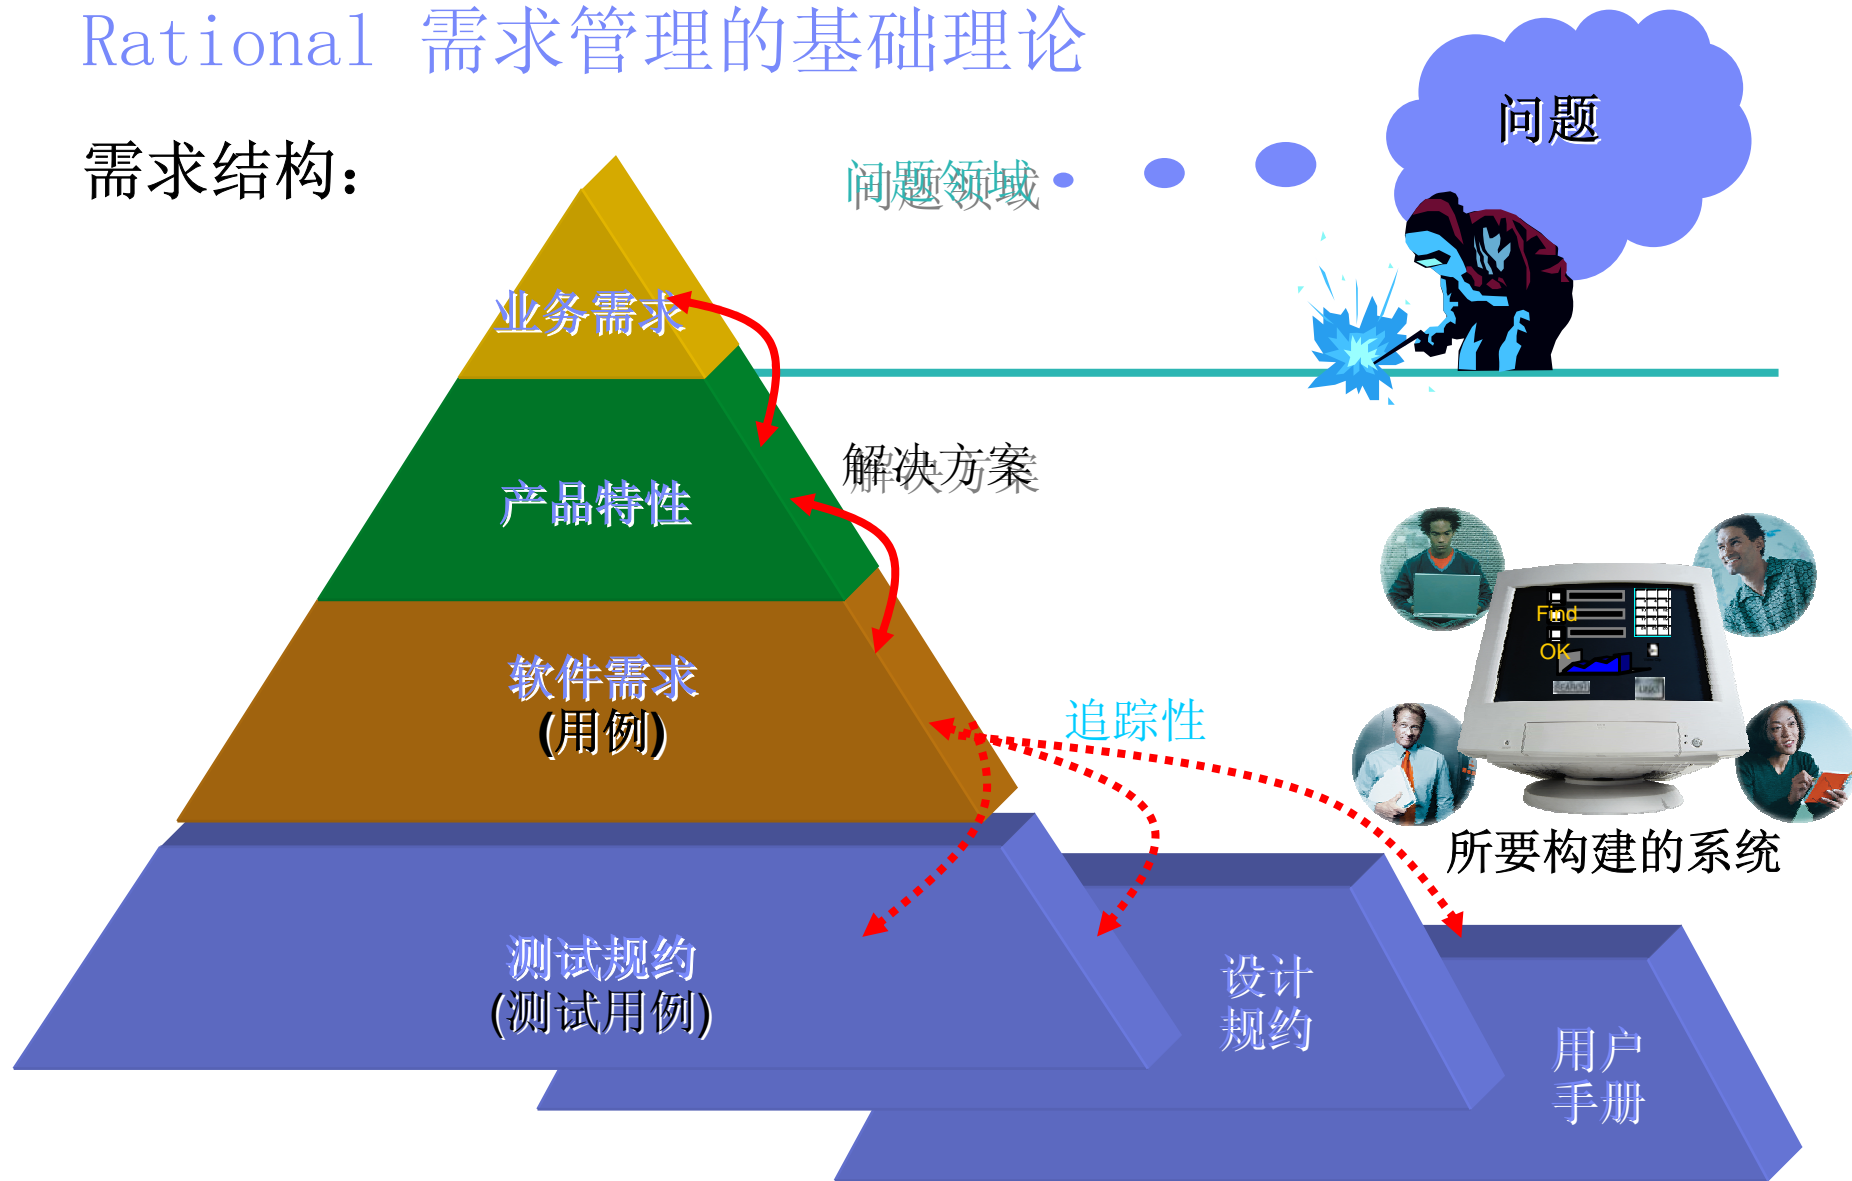 Rational 需求管理的基础理论
需求结构：
问题领域
问题
业务需求
解决方案
产品特性
Find
OK
软件需求
(用例)
追踪性
所要构建的系统
测试规约
(测试用例)
设计
规约
用户
手册